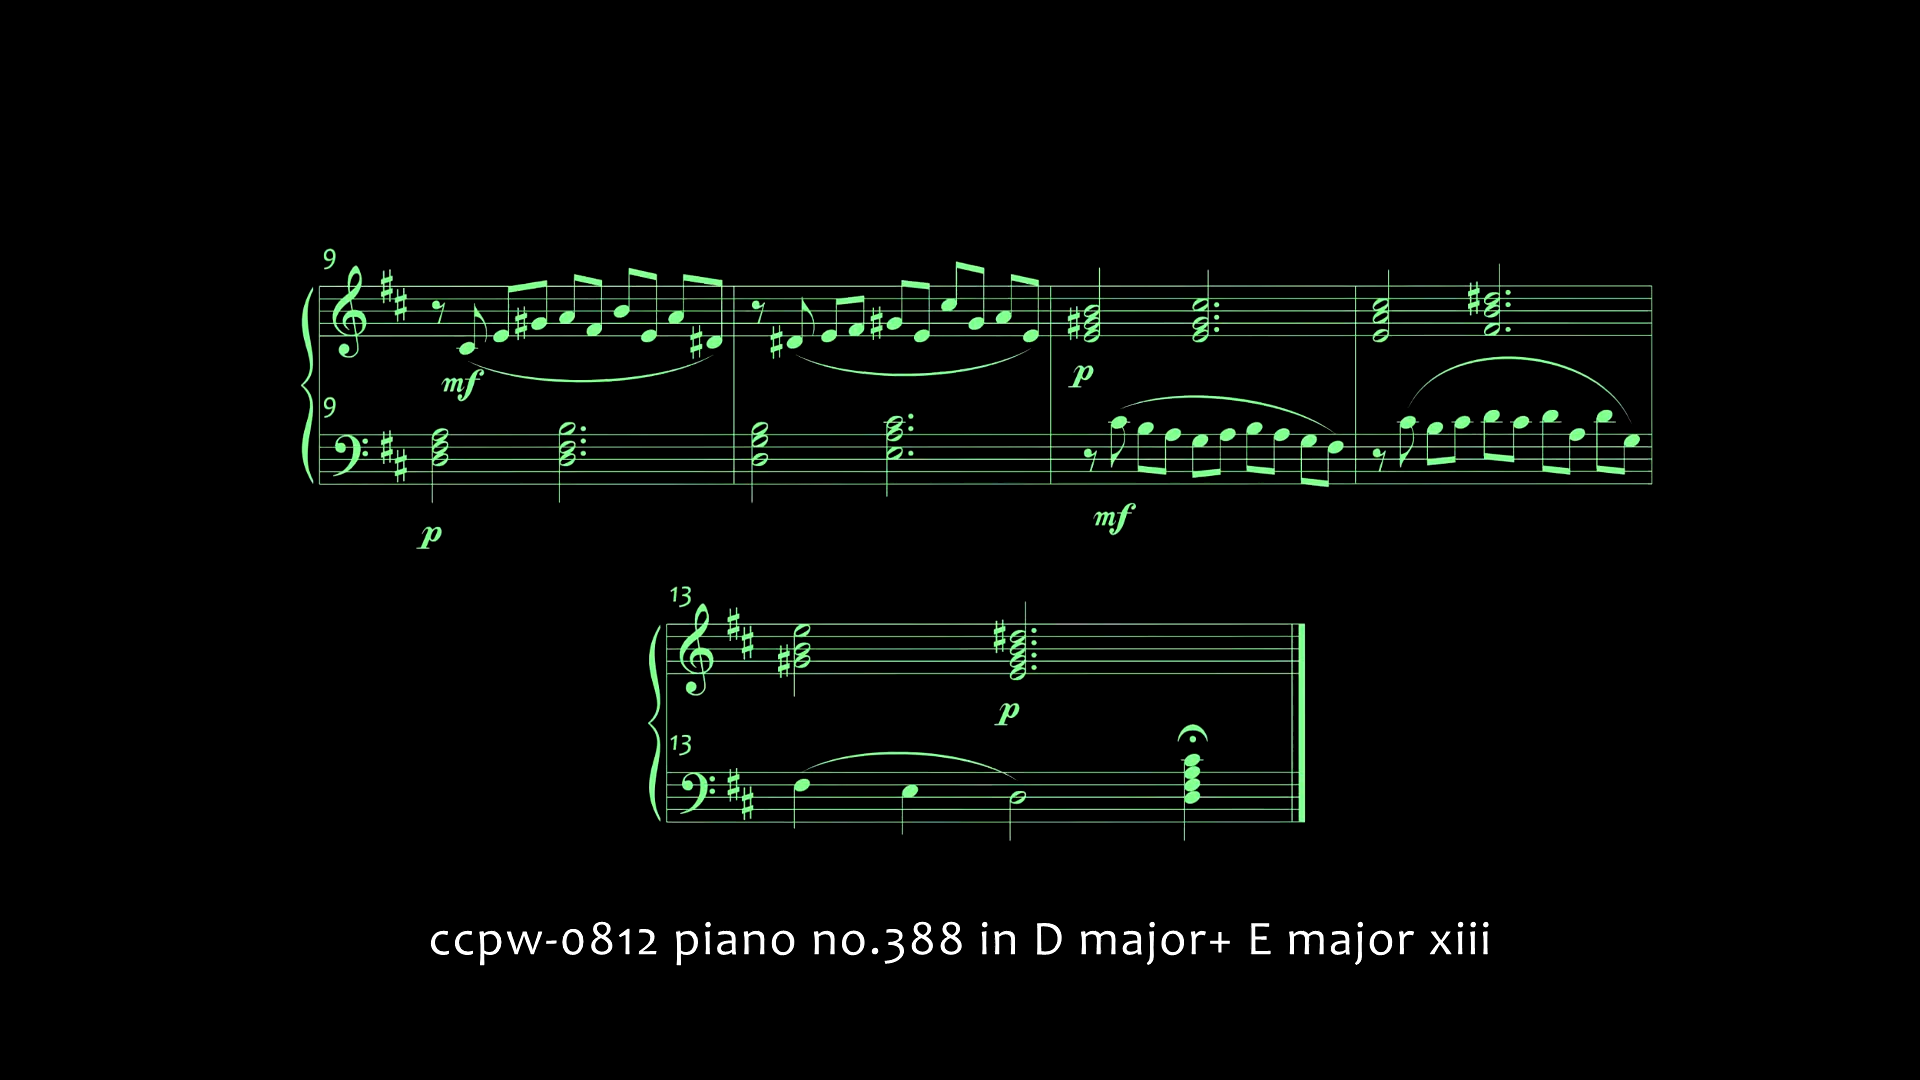 9
mf
9
p
p
mf
13
p
13
ccpw-0812 piano no.388 in D major+ E major xiii